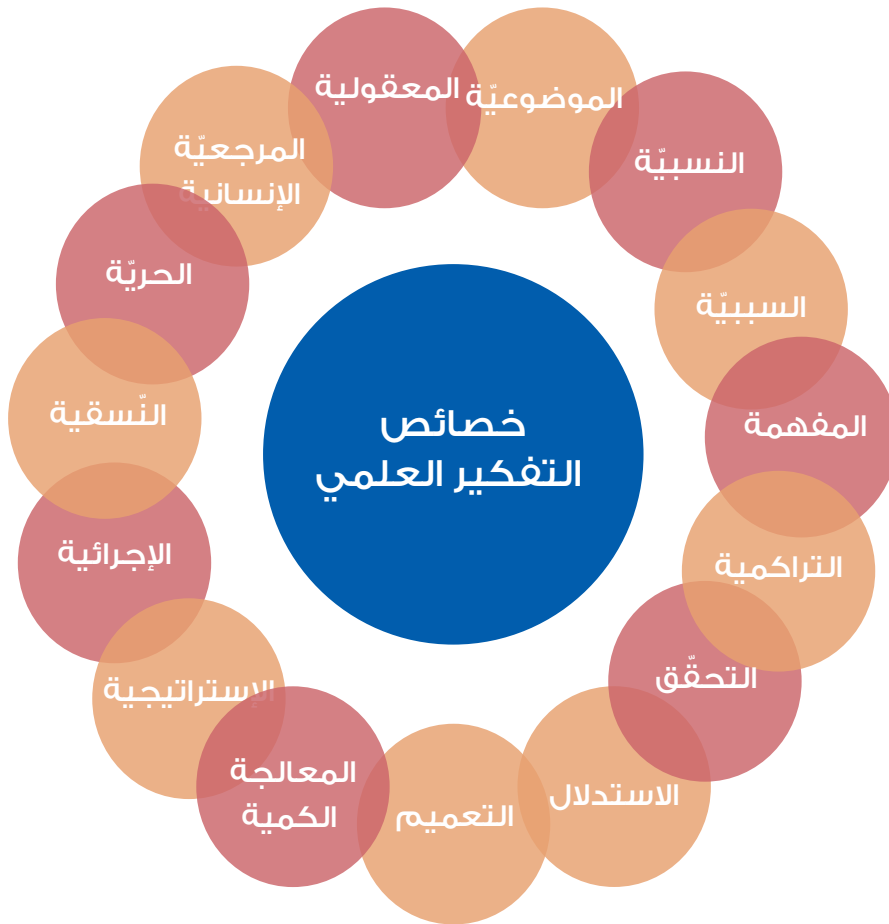 خصائص
التفكير العلمي
الموضوعيّة
النسبيّة
السببيّة
المفهمة
التراكمية
التحقّق
الاستدلال
التعميم
المعالجة
الكمية
الإستراتيجية
الإجرائية
النّسقية
الحريّة
المرجعيّة
الإنسانية
المعقولية